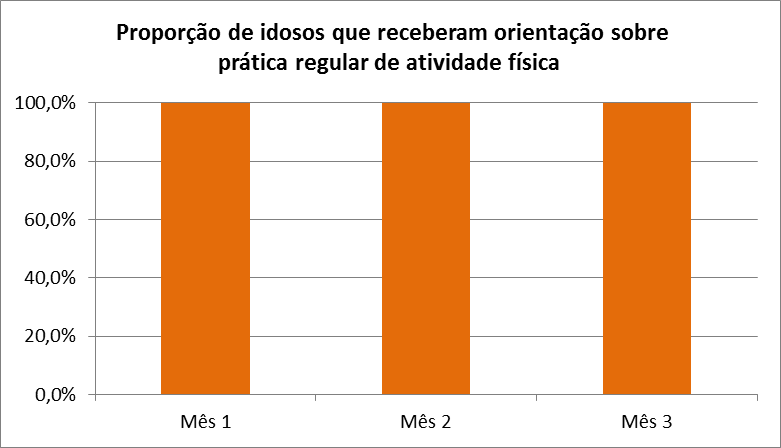 Proporção de idosos que receberam orientação sobre
prática regular de atividade física
100,0%
80,0%
60,0%
40,0%
20,0%
0,0%
Mês 1
Mês 2
Mês 3